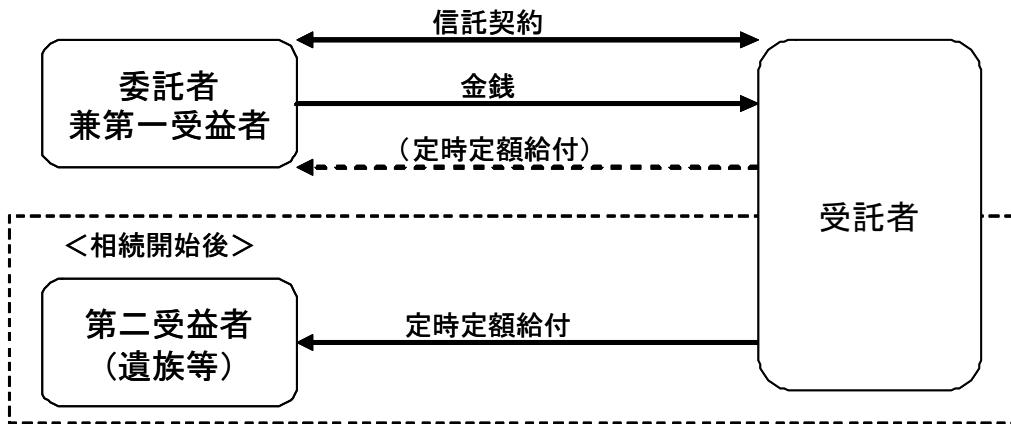 信託契約
委託者
兼第一受益者
金銭
（定時定額給付）
受託者
＜相続開始後＞
第二受益者
（遺族等）
定時定額給付